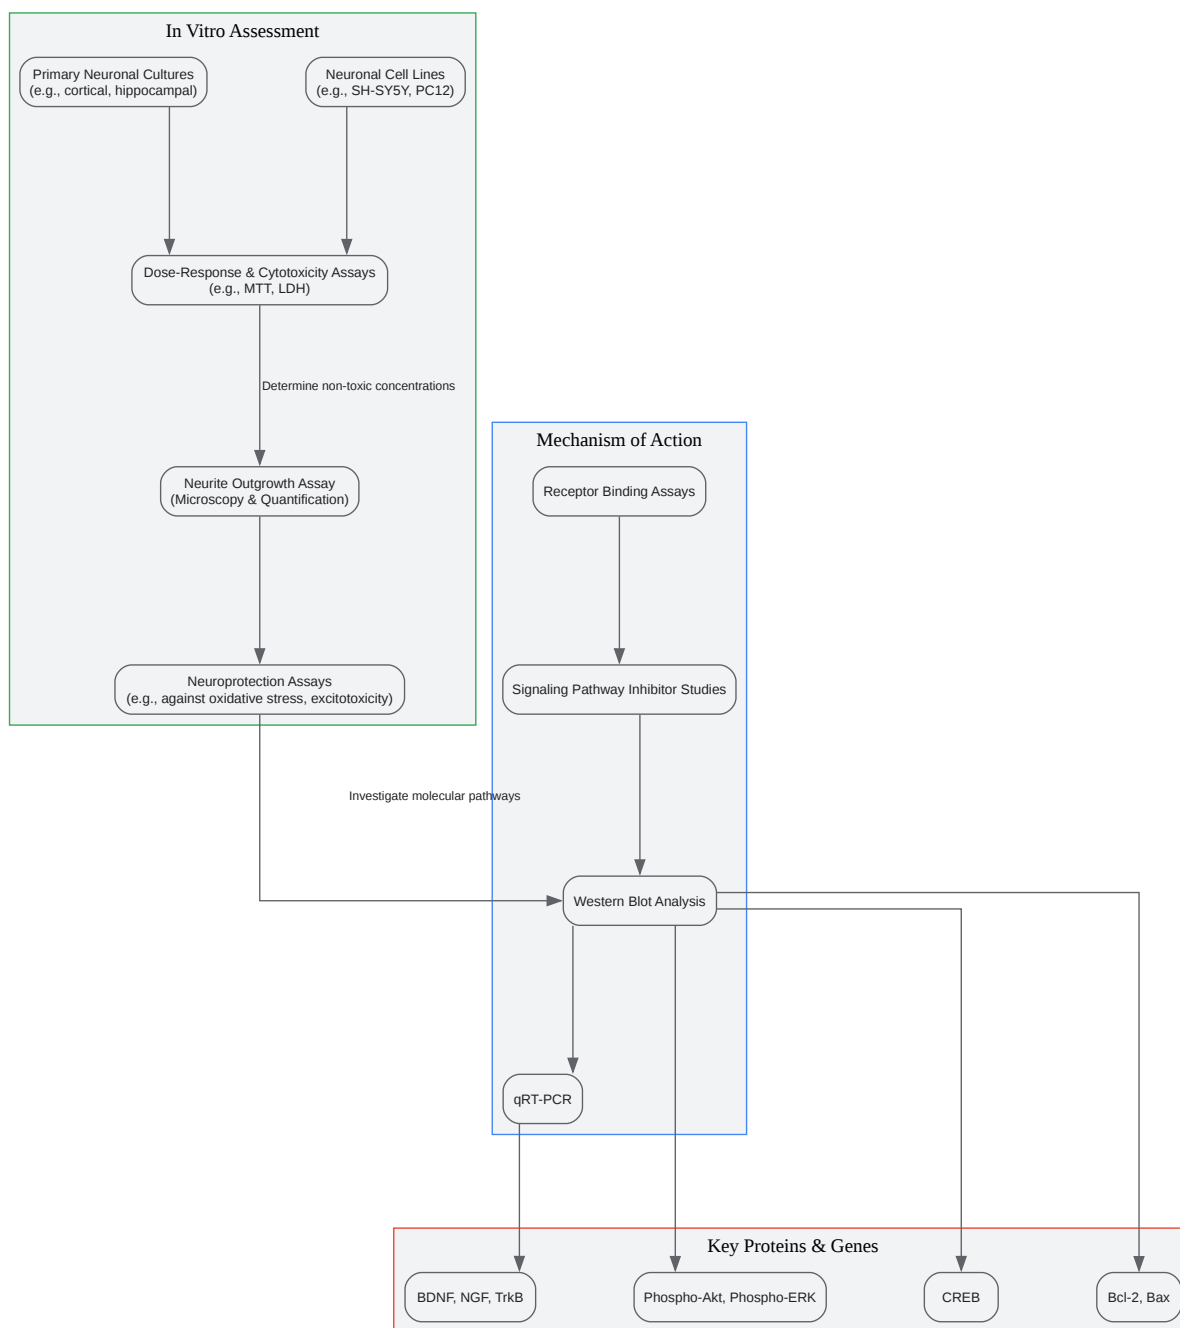 In Vitro Assessment
Primary Neuronal Cultures
(e.g., cortical, hippocampal)
Neuronal Cell Lines
(e.g., SH-SY5Y, PC12)
Dose-Response & Cytotoxicity Assays
(e.g., MTT, LDH)
Determine non-toxic concentrations
Neurite Outgrowth Assay
(Microscopy & Quantification)
Neuroprotection Assays
(e.g., against oxidative stress, excitotoxicity)
Mechanism of Action
Receptor Binding Assays
Signaling Pathway Inhibitor Studies
Investigate molecular pathways
Western Blot Analysis
qRT-PCR
Key Proteins & Genes
BDNF, NGF, TrkB
Phospho-Akt, Phospho-ERK
CREB
Bcl-2, Bax